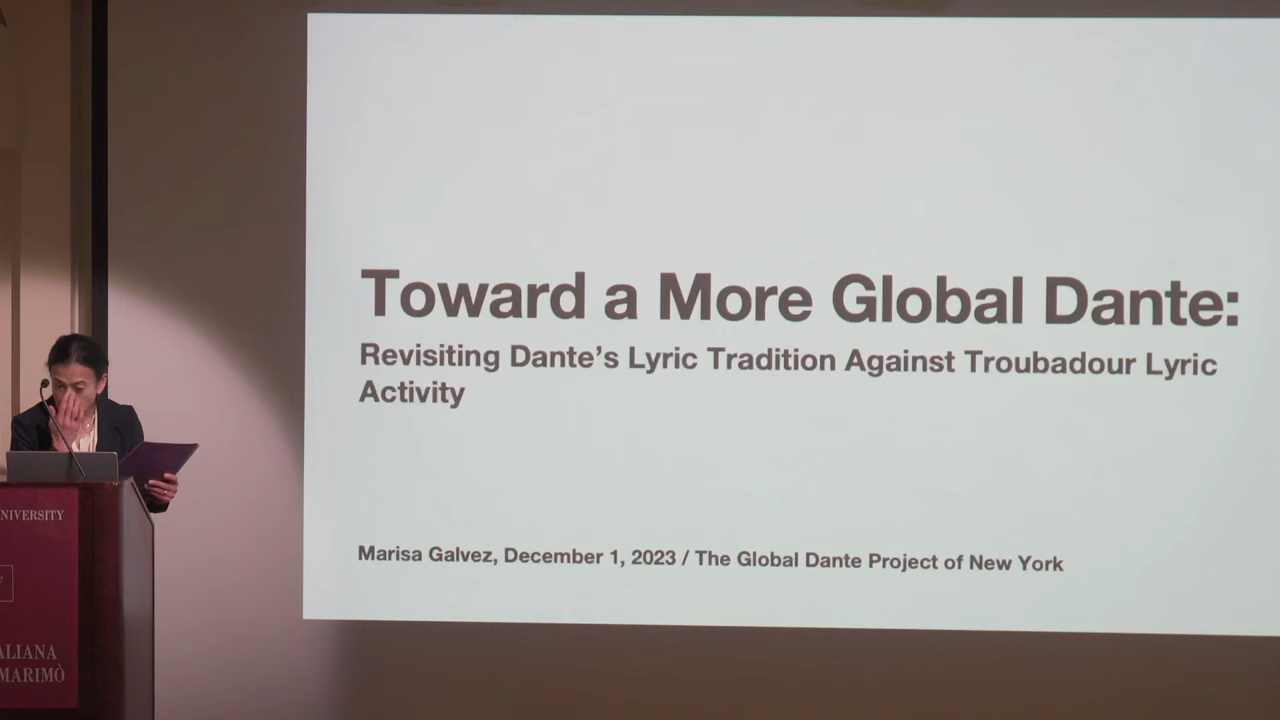 Toward a More Global Dante:
Revisiting Dante’s Lyric Tradition Against Troubadour Lyric
Activity
Marisa Galvez, December 1, 2023 / The Global Dante Project of New York
NIVERSITY
ALIANA
MARIMÒ